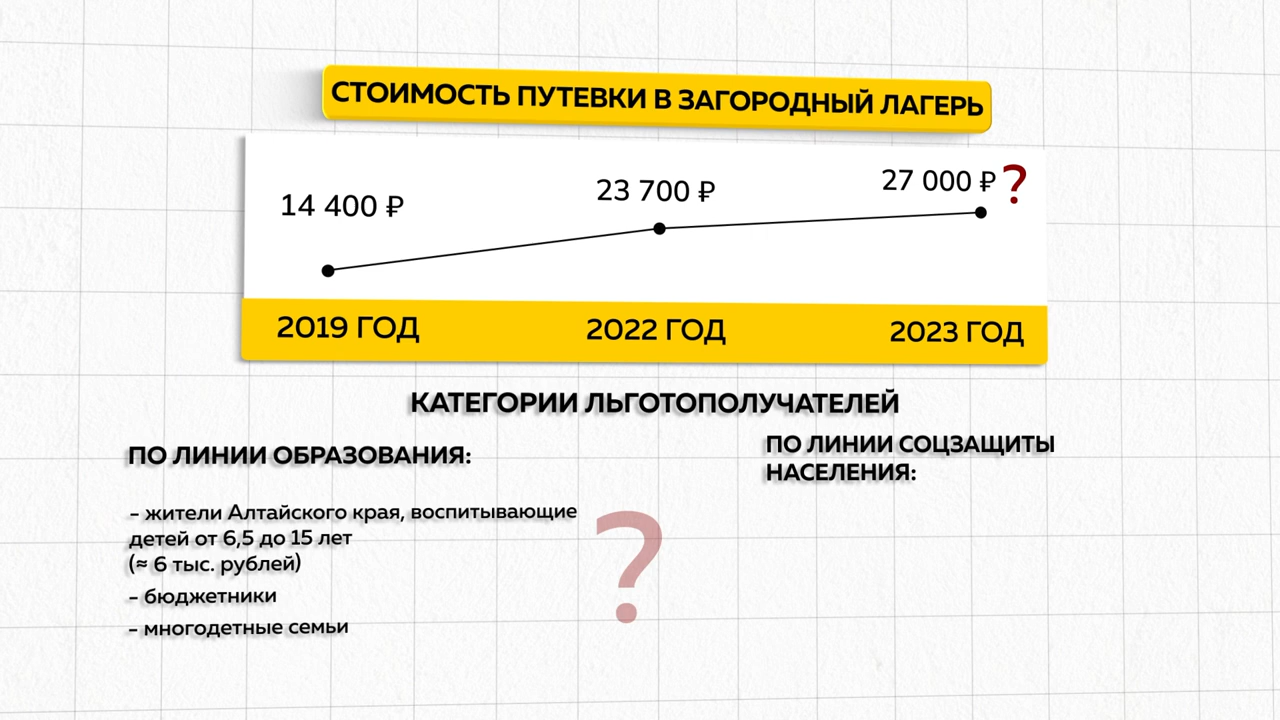 СТОИМОСТЬ ПУТЕВКИ В ЗАГОРОДНЫЙ ЛАГЕРЬ
14 400 ₽
23 700 ₽
27 000 ₽ ?
2019 ГОД
2022 ГОД
2023 ГОД
КАТЕГОРИИ ЛЬГОТОПОЛУЧАТЕЛЕЙ
ПО ЛИНИИ ОБРАЗОВАНИЯ:
- жители Алтайского края, воспитывающие
детей от 6,5 до 15 лет
(≈ 6 тыс. рублей)
- бюджетники
- многодетные семьи
?
ПО ЛИНИИ СОЦЗАЩИТЫ
НАСЕЛЕНИЯ: